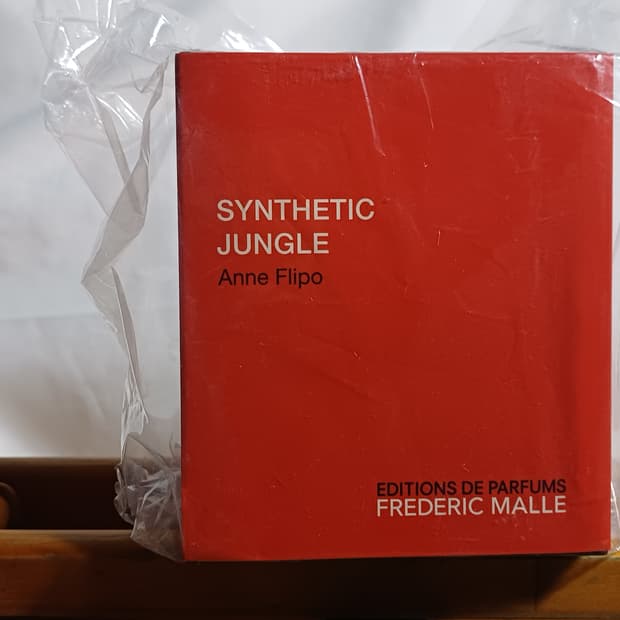 SYNTHETIC
JUNGLE
Anne Flipo
EDITIONS DE PARFUMS
FREDERIC MALLE